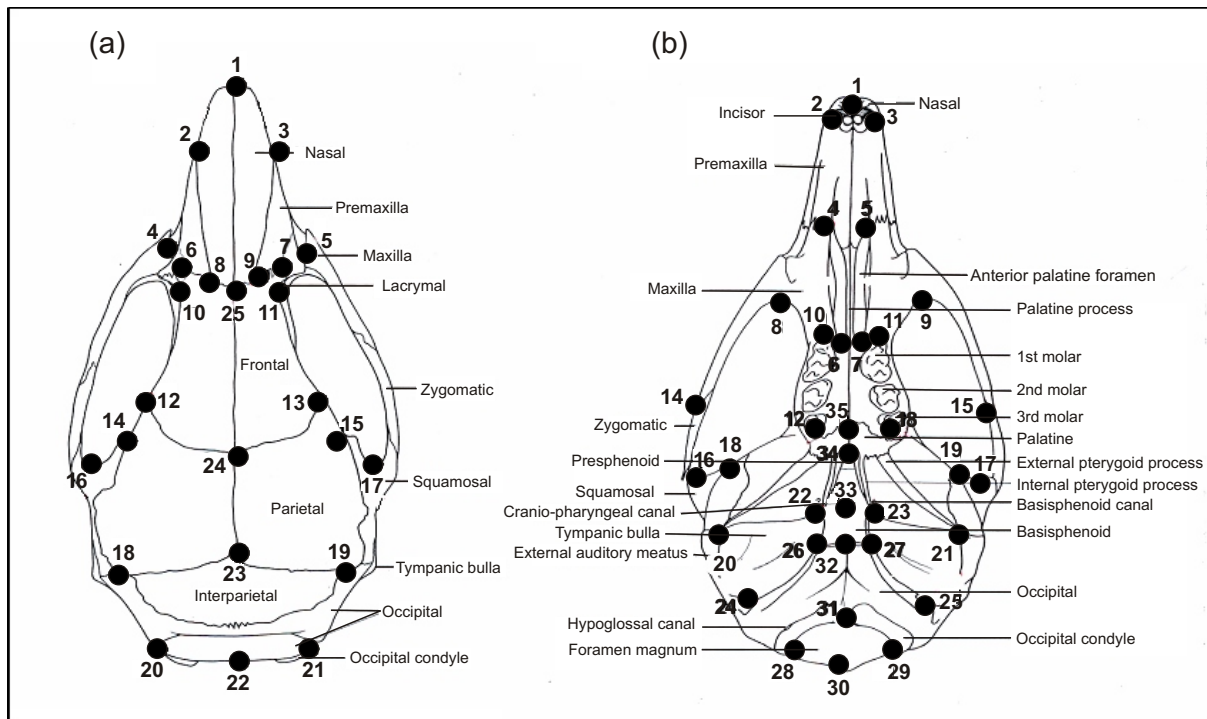 (a)
1
2
3
Nasal
Premaxilla
4
5
Maxilla
6
7
8
9
Lacrymal
10
25
11
Frontal
Zygomatic
12
13
14
15
24
16
17
Squamosal
Parietal
18
23
19
Tympanic bulla
Interparietal
Occipital
20
22
21
Occipital condyle
(b)
1
2
Nasal
Incisor
3
Premaxilla
4
5
Anterior palatine foramen
Maxilla
Palatine process
8
9
10
11
6
7
1st molar
2nd molar
14
15
3rd molar
12
35
13
Zygomatic
Palatine
18
34
19
Presphenoid
16
17
External pterygoid process
Internal pterygoid process
Squamosal
22
33
23
Basisphenoid canal
Cranio-pharyngeal canal
Tympanic bulla
Basisphenoid
External auditory meatus
20
26
32
27
21
Occipital
24
25
31
Hypoglossal canal
Occipital condyle
Foramen magnum
28
30
29